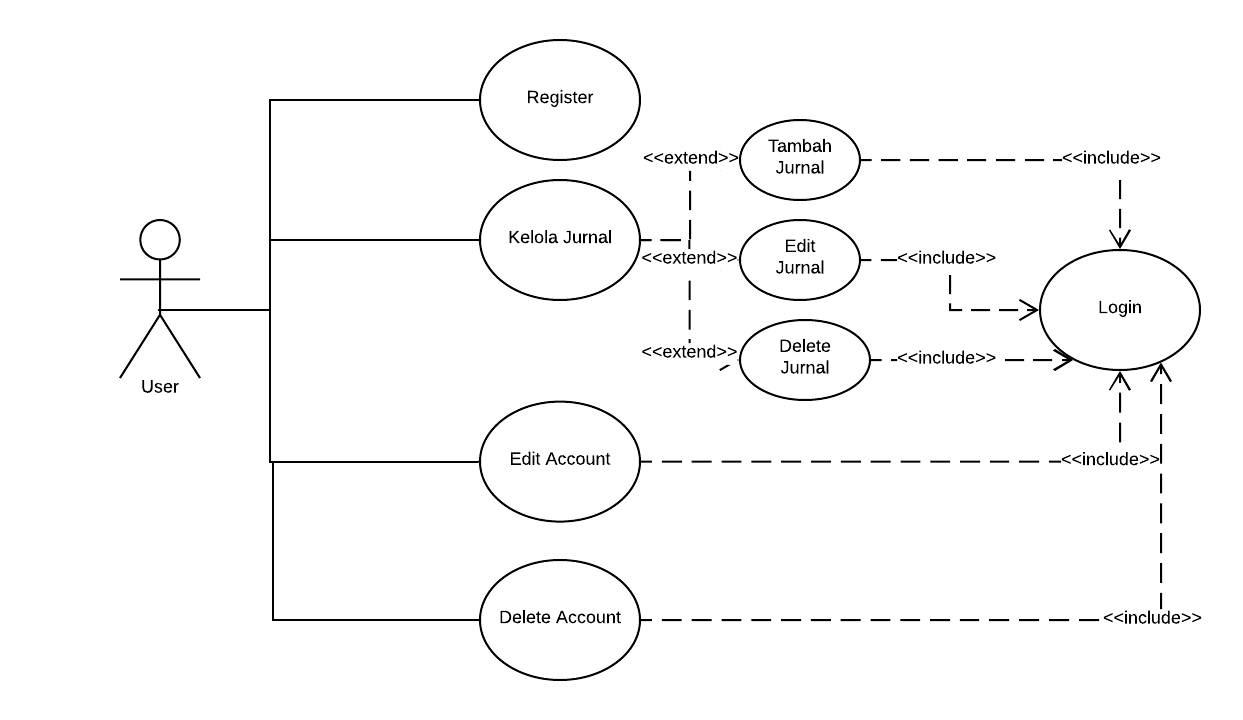 Register
<<extend>>
Tambah
Jurnal
<<include>>
Kelola Jurnal
<<extend>>
Edit
Jurnal
<<include>>
Login
<<extend>>
Delete
Jurnal
<<include>>
User
Edit Account
<<include>>
Delete Account
<<include>>